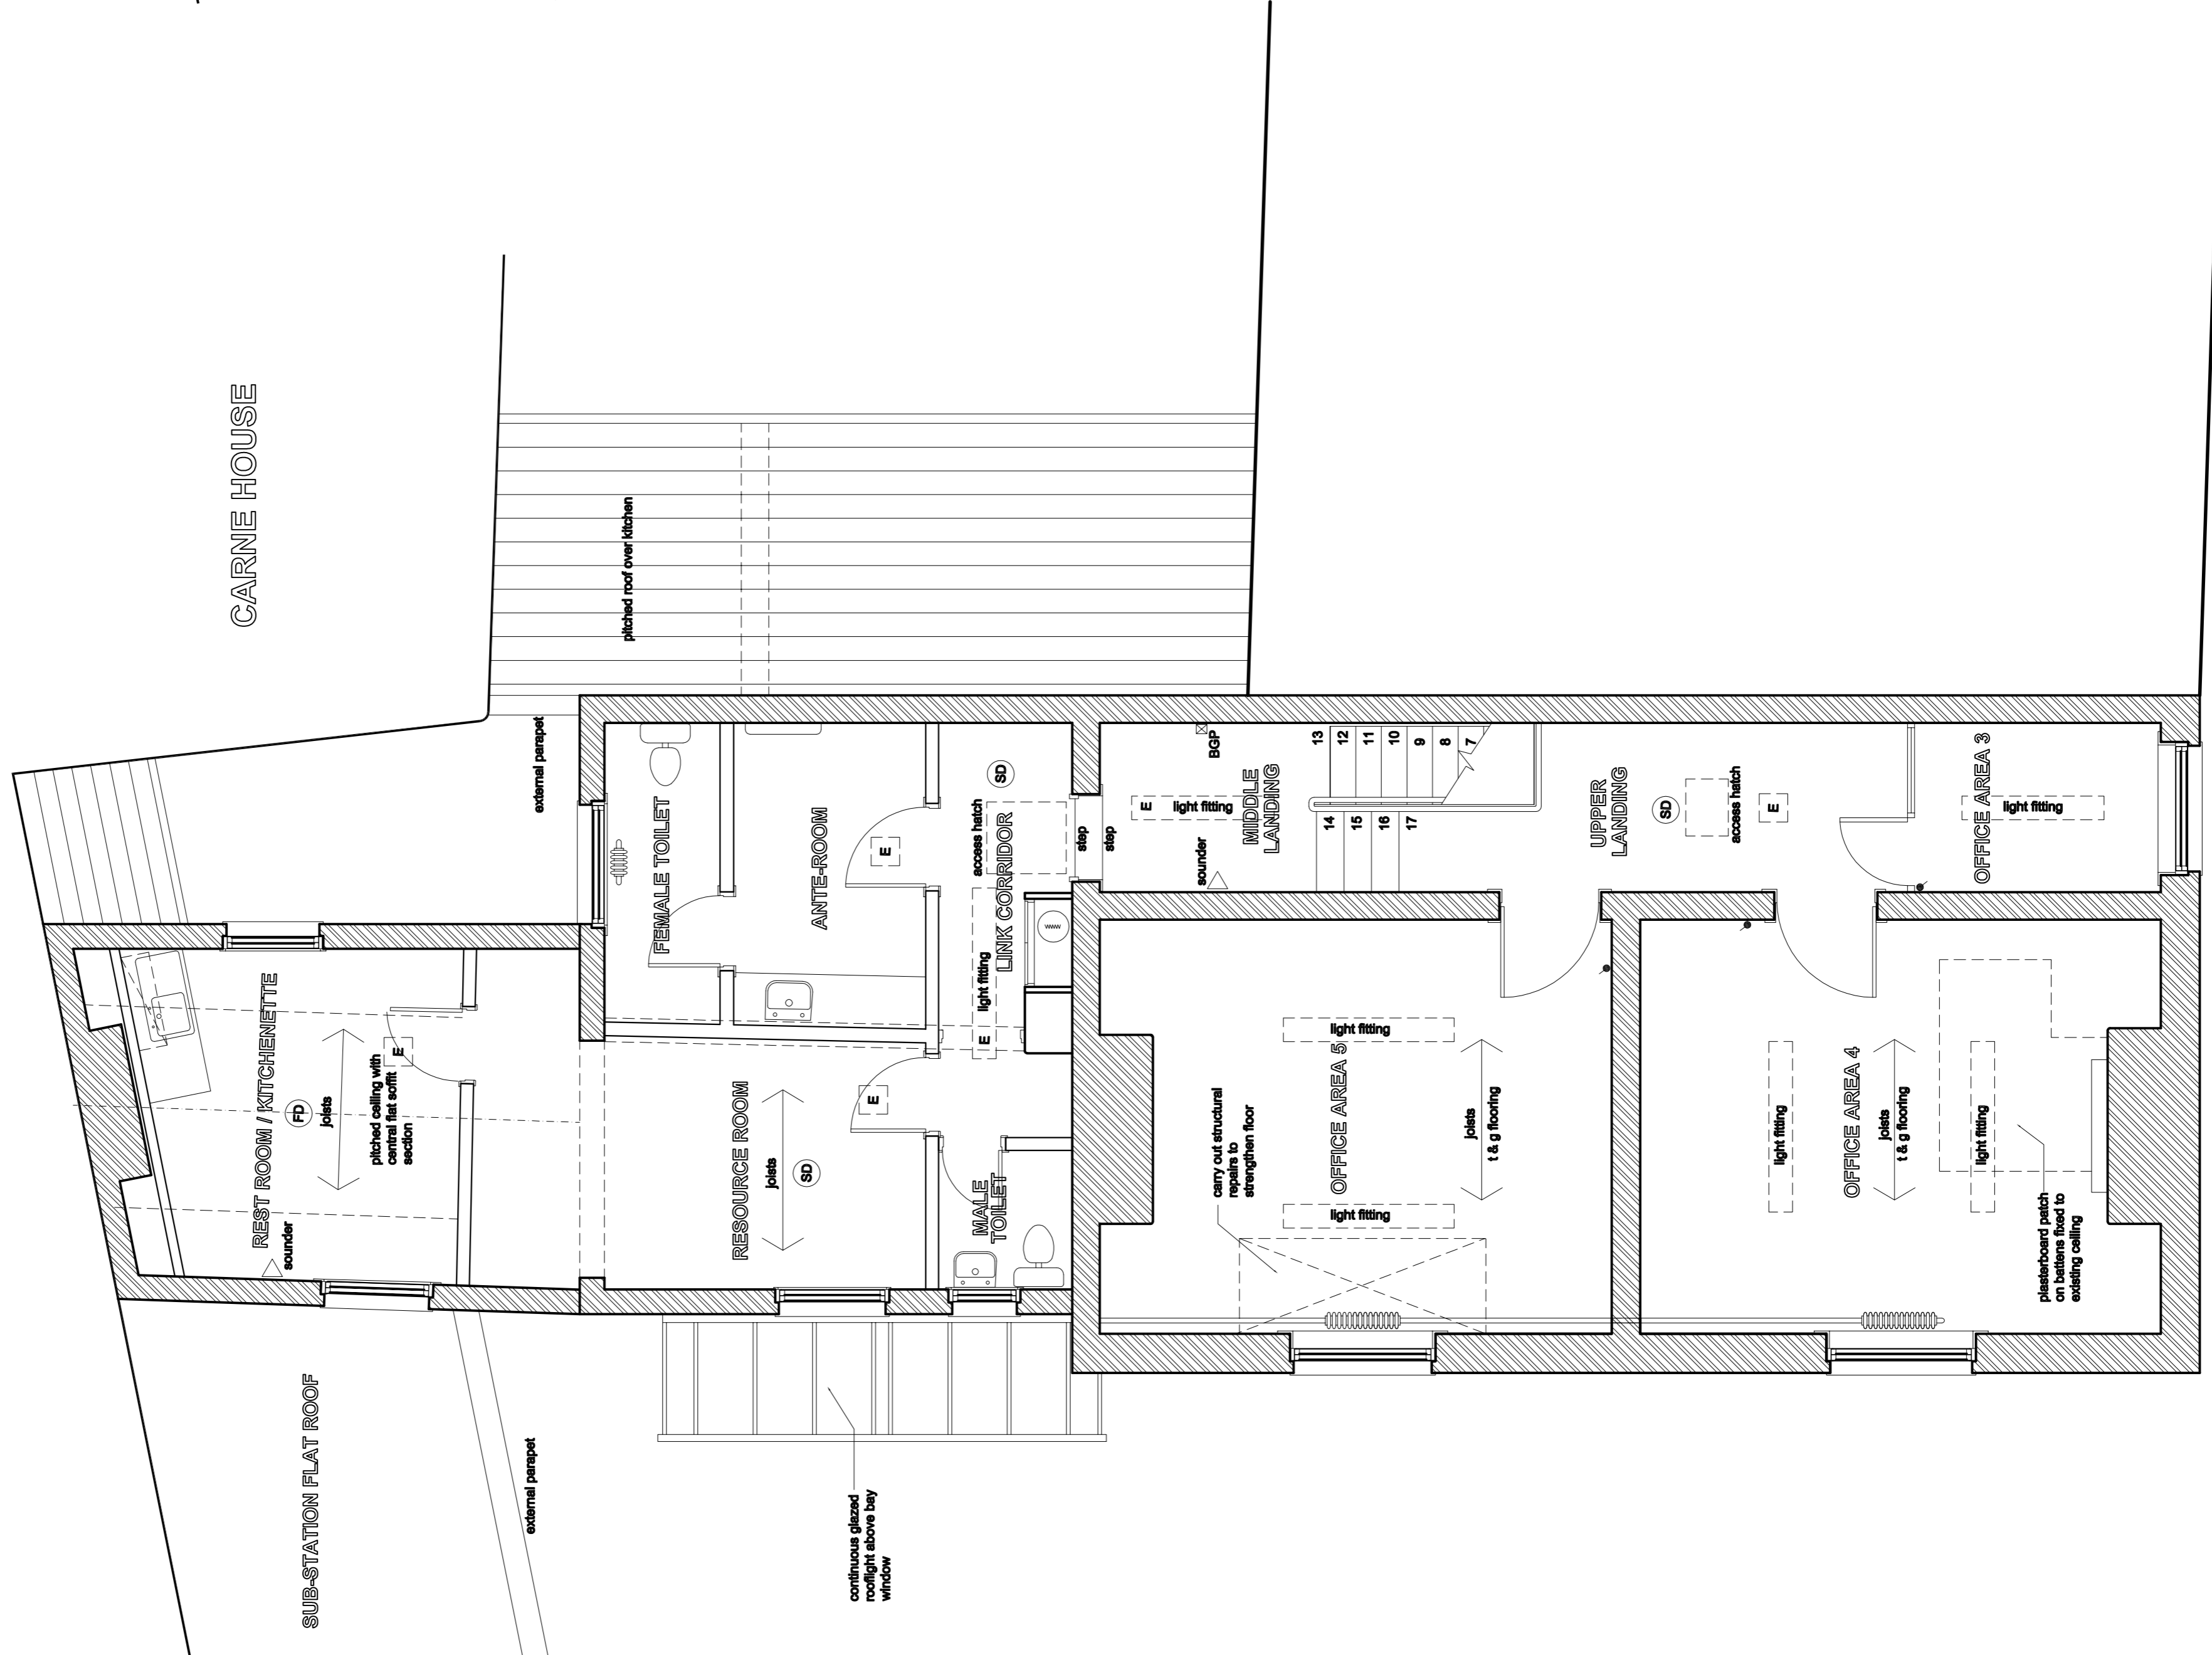 CARNE HOUSE
pitched roof over kitchen
external parapet
REST ROOM / KITCHENETTE
FD
joists
pitched ceiling with
central flat soffit
section
E
sounder
FEMALE TOILET
ANTE-ROOM
E
SD
access hatch
LINK CORRIDOR
light fitting
E
step
step
RESOURCE ROOM
joists
SD
E
MALE
TOILET
BGP
E
light fitting
MIDDLE
LANDING
sounder
13
12
11
10
9
8
7
14
15
16
17
UPPER
LANDING
SD
access hatch
E
OFFICE AREA 3
light fitting
OFFICE AREA 5
light fitting
light fitting
joists
t & g flooring
carry out structural
repairs to
strengthen floor
OFFICE AREA 4
light fitting
joists
t & g flooring
light fitting
plasterboard patch
on battens fixed to
existing ceiling
SUB-STATION FLAT ROOF
external parapet
continuous glazed
rooflight above bay
window